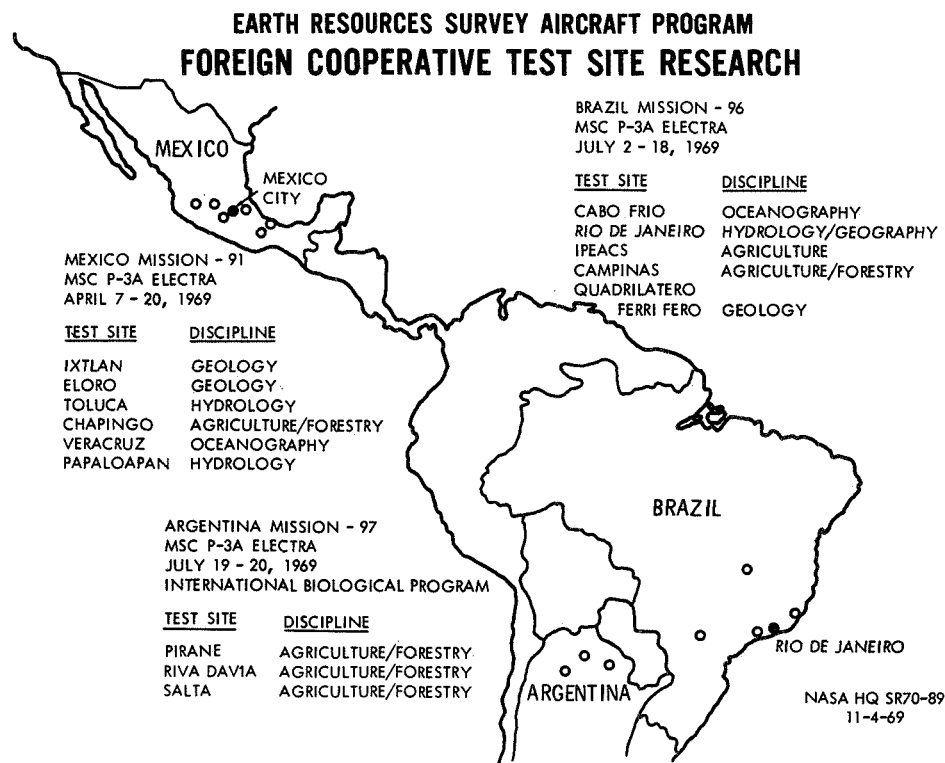 EARTH RESOURCES SURVEY AIRCRAFT PROGRAM
FOREIGN COOPERATIVE TEST SITE RESEARCH
BRAZIL MISSION - 96
MSC P-3A ELECTRA
JULY 2 - 18, 1969
TEST SITE DISCIPLINE
CABO FRIO OCEANOGRAPHY
RIO DE JANEIRO HYDROLOGY/GEOGRAPHY
IPEACS AGRICULTURE
CAMPINAS AGRICULTURE/FORESTRY
QUADRILATERO
FERRI FERO GEOLOGY
MEXICO
MEXICO
CITY
MEXICO MISSION - 91
MSC P-3A ELECTRA
APRIL 7 - 20, 1969
TEST SITE DISCIPLINE
IXTLAN GEOLOGY
ELORO GEOLOGY
TOLUCA HYDROLOGY
CHAPINGO AGRICULTURE/FORESTRY
VERACRUZ OCEANOGRAPHY
PAPALOAPAN HYDROLOGY
BRAZIL
ARGENTINA MISSION - 97
MSC P-3A ELECTRA
JULY 19 - 20, 1969
INTERNATIONAL BIOLOGICAL PROGRAM
TEST SITE DISCIPLINE
PIRANE AGRICULTURE/FORESTRY
RIVA DAVIA AGRICULTURE/FORESTRY
SALTA AGRICULTURE/FORESTRY
RIO DE JANEIRO
ARGENTINA
NASA HQ SR70-89
11-4-69